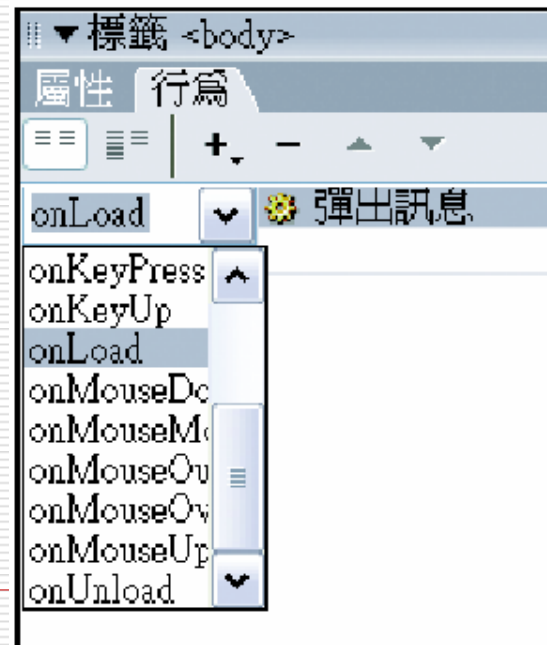 ▼標籤 <body>
屬性 行為
+ −
onLoad 彈出訊息
onKeyPress
onKeyUp
onLoad
onMouseDo
onMouseMo
onMouseOu
onMouseOv
onMouseUp
onUnload